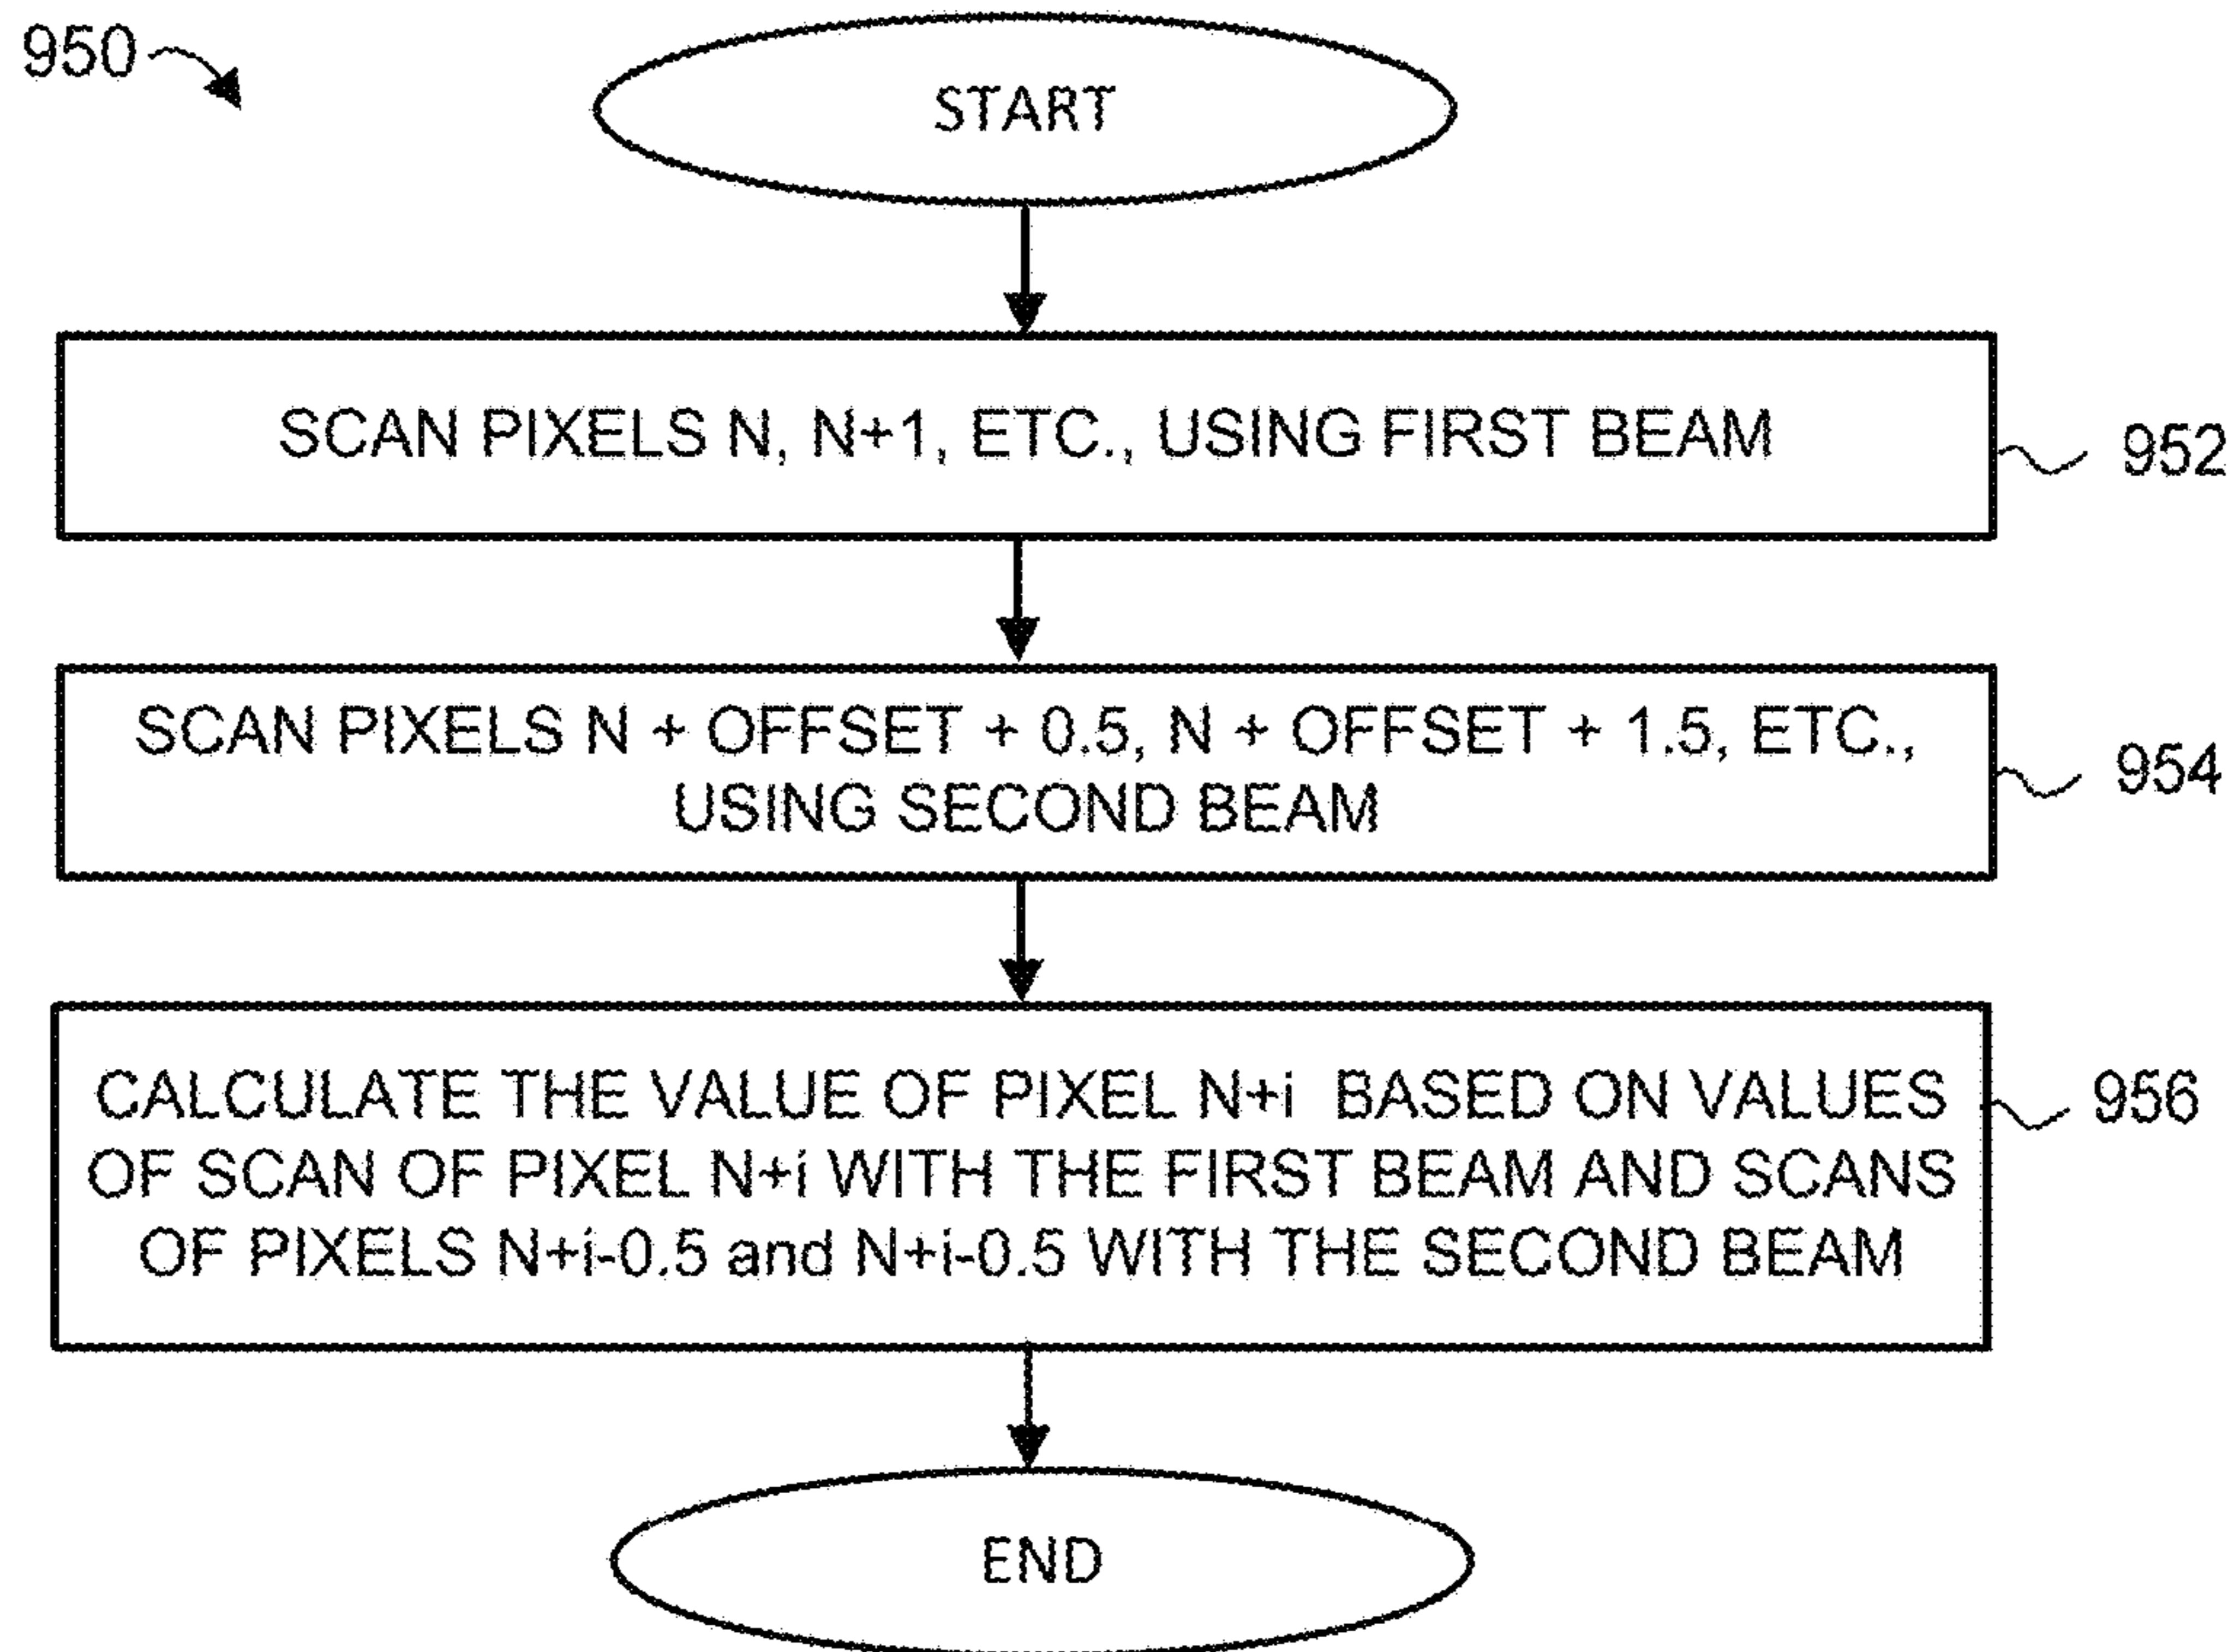 950
START
SCAN PIXELS N, N+1, ETC., USING FIRST BEAM
952
SCAN PIXELS N + OFFSET + 0.5, N + OFFSET + 1.5, ETC.,
USING SECOND BEAM
954
CALCULATE THE VALUE OF PIXEL N+i BASED ON VALUES
OF SCAN OF PIXEL N+i WITH THE FIRST BEAM AND SCANS
OF PIXELS N+i-0.5 and N+i-0.5 WITH THE SECOND BEAM
956
END